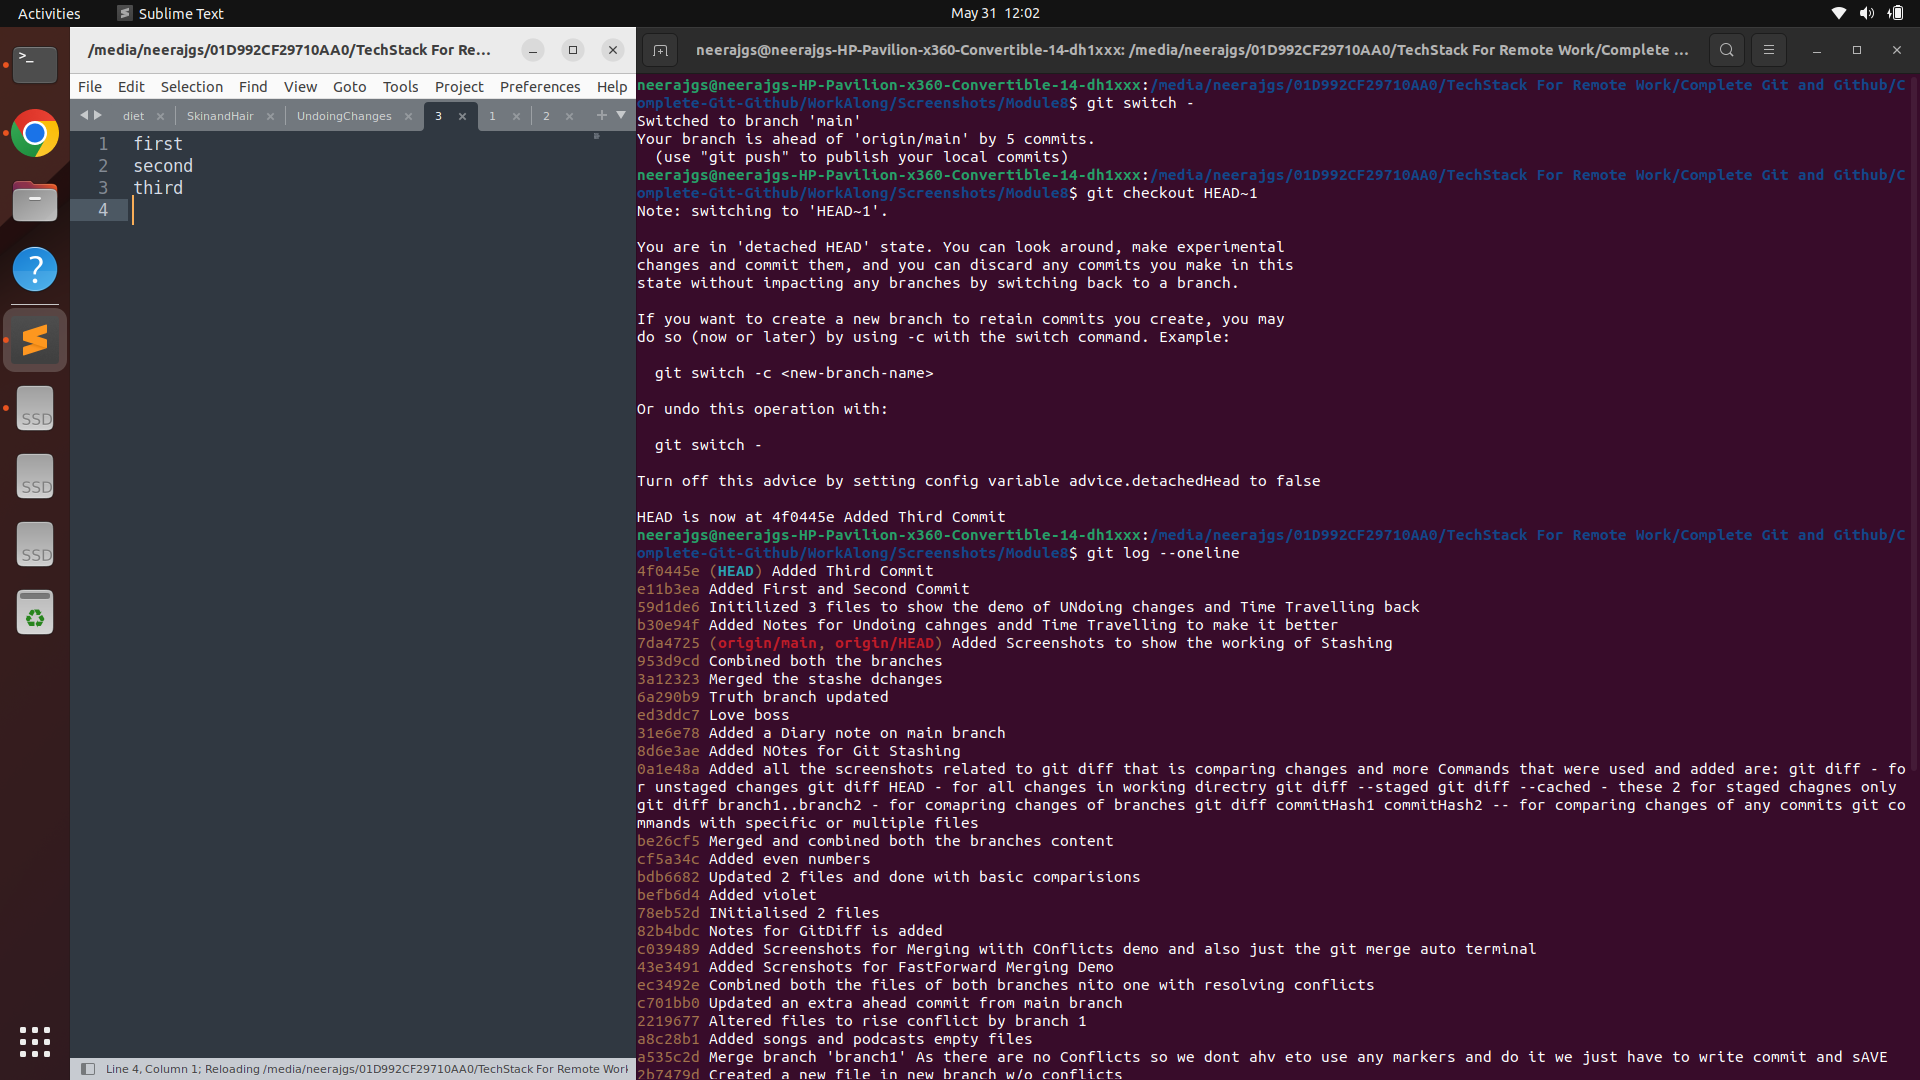 Activities
Sublime Text
May 31 12:02
/media/neerajgs/01D992CF29710AA0/TechStack For Re...
File Edit Selection Find View Goto Tools Project Preferences Help
diet SkinandHair UndoingChanges 3 1 2
1 first
2 second
3 third
4
Line 4, Column 1; Reloading /media/neerajgs/01D992CF29710AA0/TechStack For Remote Work
SSD
SSD
SSD
neerajgs@neerajgs-HP-Pavilion-x360-Convertible-14-dh1xxx: /media/neerajgs/01D992CF29710AA0/TechStack For Remote Work/Complete ...
neerajgs@neerajgs-HP-Pavilion-x360-Convertible-14-dh1xxx:/media/neerajgs/01D992CF29710AA0/TechStack For Remote Work/Complete Git and Github/C
omplete-Git-Github/WorkAlong/Screenshots/Module8$ git switch -
Switched to branch 'main'
Your branch is ahead of 'origin/main' by 5 commits.
(use "git push" to publish your local commits)
neerajgs@neerajgs-HP-Pavilion-x360-Convertible-14-dh1xxx:/media/neerajgs/01D992CF29710AA0/TechStack For Remote Work/Complete Git and Github/C
omplete-Git-Github/WorkAlong/Screenshots/Module8$ git checkout HEAD~1
Note: switching to 'HEAD~1'.
You are in 'detached HEAD' state. You can look around, make experimental
changes and commit them, and you can discard any commits you make in this
state without impacting any branches by switching back to a branch.
If you want to create a new branch to retain commits you create, you may
do so (now or later) by using -c with the switch command. Example:
git switch -c <new-branch-name>
Or undo this operation with:
git switch -
Turn off this advice by setting config variable advice.detachedHead to false
HEAD is now at 4f0445e Added Third Commit
neerajgs@neerajgs-HP-Pavilion-x360-Convertible-14-dh1xxx:/media/neerajgs/01D992CF29710AA0/TechStack For Remote Work/Complete Git and Github/C
omplete-Git-Github/WorkAlong/Screenshots/Module8$ git log --oneline
4f0445e (HEAD) Added Third Commit
e11b3ea Added First and Second Commit
59d1de6 Initilized 3 files to show the demo of UNdoing changes and Time Travelling back
b30e94f Added Notes for Undoing cahnges andd Time Travelling to make it better
7da4725 (origin/main, origin/HEAD) Added Screenshots to show the working of Stashing
953d9cd Combined both the branches
3a12323 Merged the stashe dchanges
6a290b9 Truth branch updated
ed3ddc7 Love boss
31e6e78 Added a Diary note on main branch
8d6e3ae Added NOtes for Git Stashing
0a1e48a Added all the screenshots related to git diff that is comparing changes and more Commands that were used and added are: git diff - fo
r unstaged changes git diff HEAD - for all changes in working directry git diff --staged git diff --cached - these 2 for staged chagnes only
git diff branch1..branch2 - for comapring changes of branches git diff commitHash1 commitHash2 -- for comparing changes of any commits git co
mmands with specific or multiple files
be26cf5 Merged and combined both the branches content
cf5a34c Added even numbers
bdb6682 Updated 2 files and done with basic comparisions
befb6d4 Added violet
78eb52d INitialised 2 files
82b4bdc Notes for GitDiff is added
c039489 Added Screenshots for Merging wiith COnflicts demo and also just the git merge auto terminal
43e3491 Added Screnshots for FastForward Merging Demo
ec3492e Combined both the files of both branches nito one with resolving conflicts
c701bb0 Updated an extra ahead commit from main branch
2219677 Altered files to rise conflict by branch 1
a8c28b1 Added songs and podcasts empty files
a535c2d Merge branch 'branch1' As there are no Conflicts so we dont ahv eto use any markers and do it we just have to write commit and sAVE
2b7479d Created a new file in new branch w/o conflicts